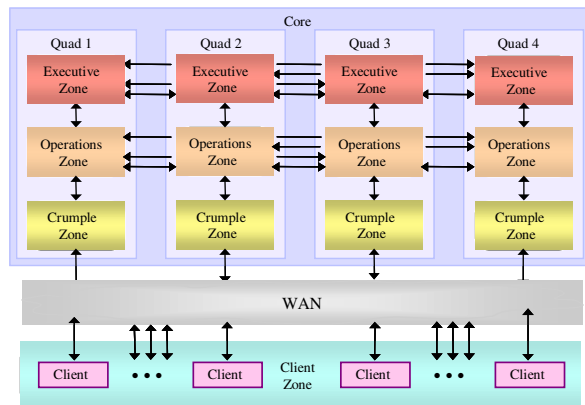 Core
Quad 1
Quad 2
Quad 3
Quad 4
Executive
Zone
Executive
Zone
Executive
Zone
Executive
Zone
Operations
Zone
Operations
Zone
Operations
Zone
Operations
Zone
Crumple
Zone
Crumple
Zone
Crumple
Zone
Crumple
Zone
WAN
Client
Client
Client
Zone
Client
Client